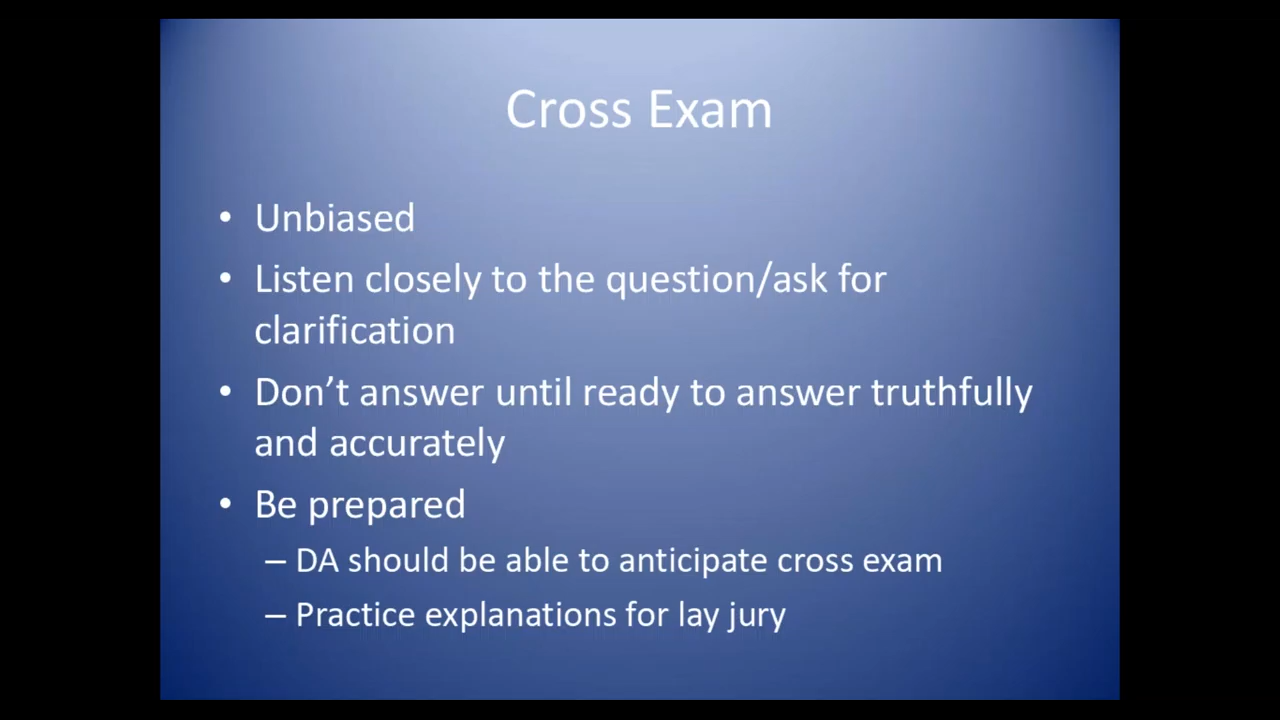 Cross Exam
• Unbiased
• Listen closely to the question/ask for
clarification
• Don’t answer until ready to answer truthfully
and accurately
• Be prepared
– DA should be able to anticipate cross exam
– Practice explanations for lay jury